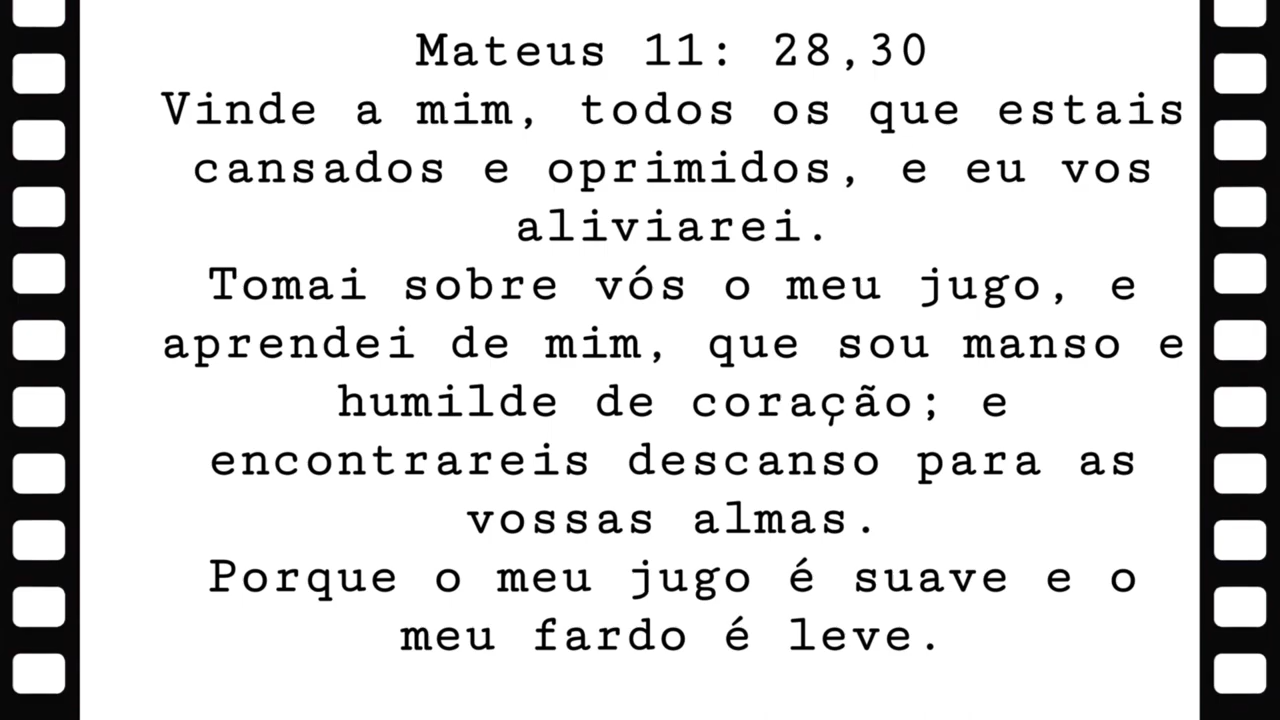 Mateus 11: 28,30
Vinde a mim, todos os que estais
cansados e oprimidos, e eu vos
aliviarei.
Tomai sobre vós o meu jugo, e
aprendei de mim, que sou manso e
humilde de coração; e
encontrareis descanso para as
vossas almas.
Porque o meu jugo é suave e o
meu fardo é leve.